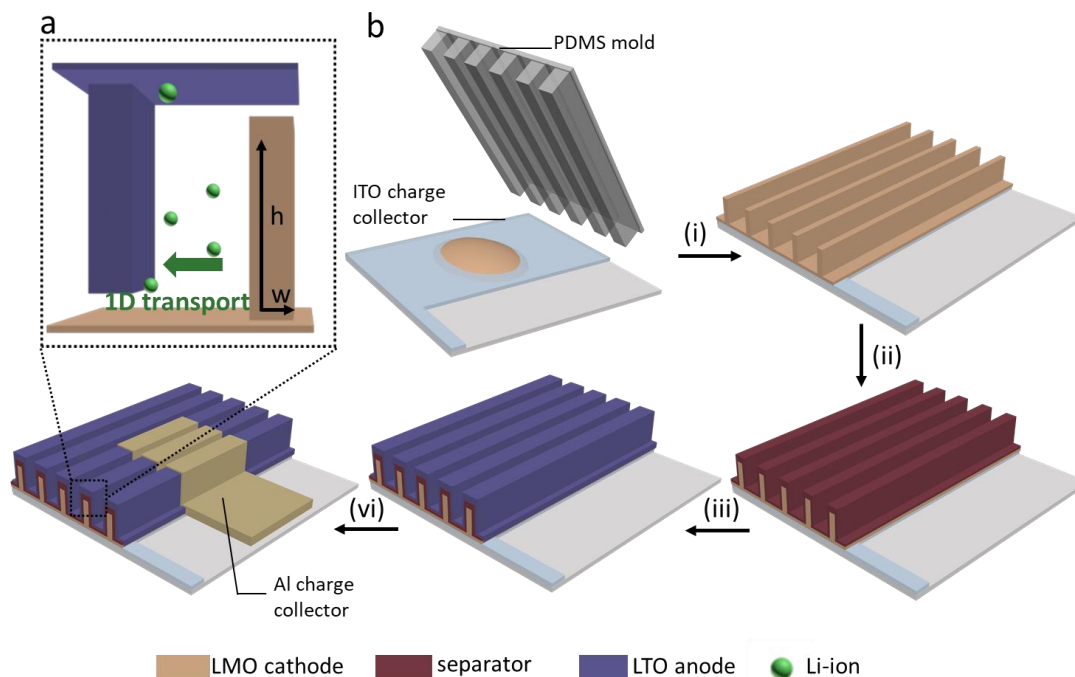 a
b
PDMS mold
ITO charge
collector
h
w
1D transport
(i)
(ii)
(iii)
(vi)
Al charge
collector
LMO cathode
separator
LTO anode
Li-ion